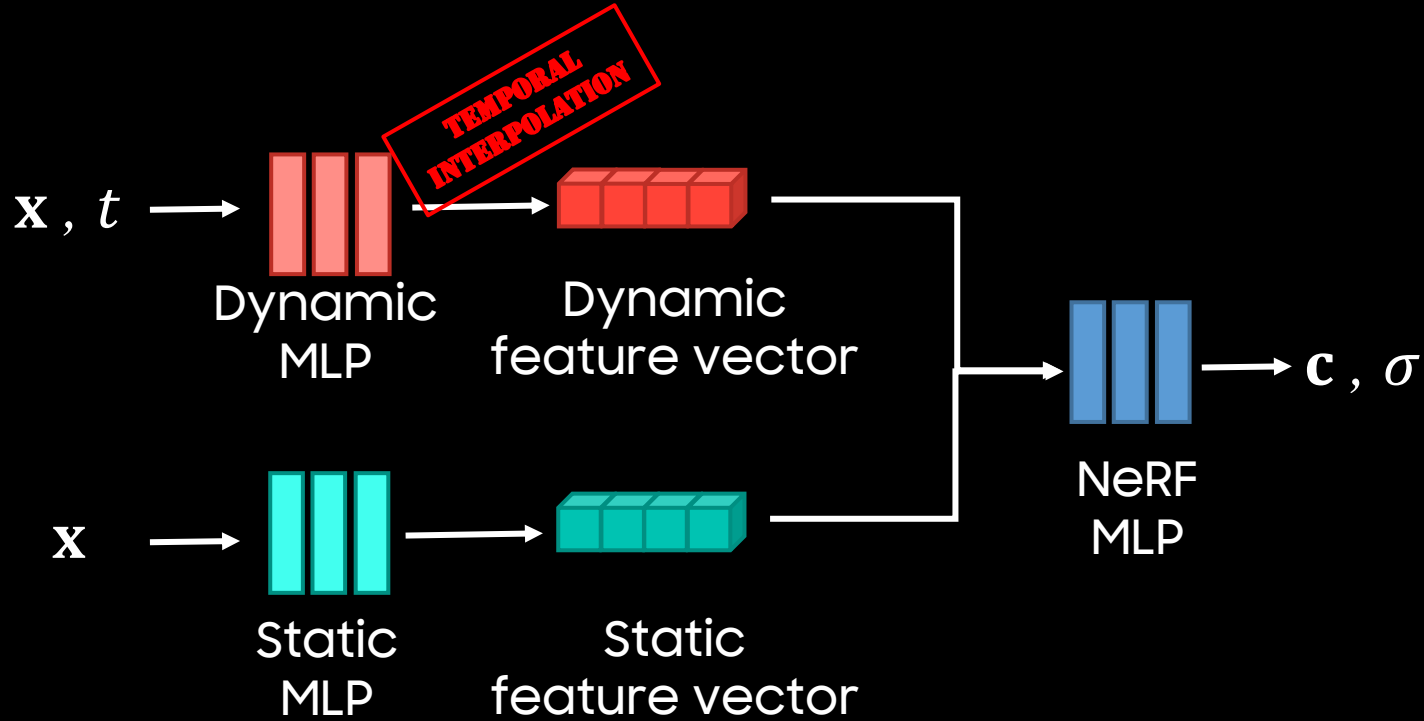 TEMPORAL
INTERPOLATION
x , t
Dynamic
MLP
Dynamic
feature vector
x
Static
MLP
Static
feature vector
NeRF
MLP
c , σ